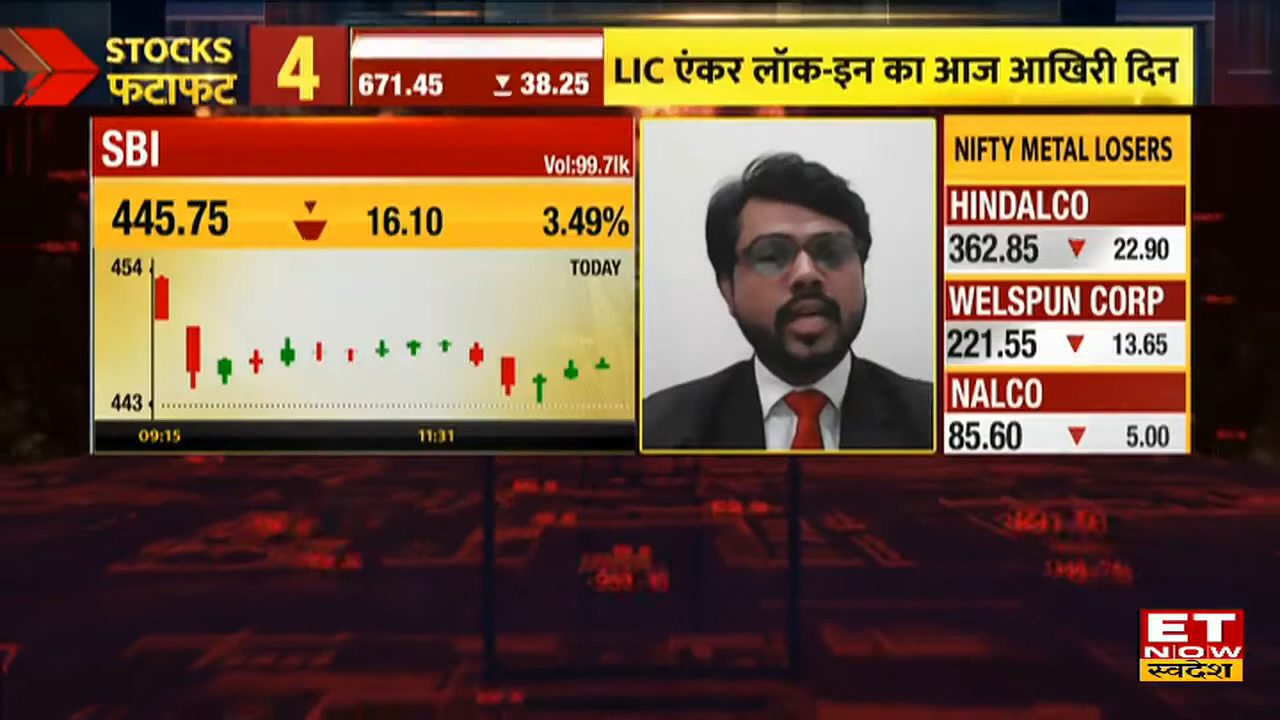 STOCKS
फटाफट
4
671.45 38.25
LIC एंकर लॉक-इन का आज आखिरी दिन
SBI
Vol:99.7lk
445.75 16.10 3.49%
454
TODAY
443
09:15 11:31
NIFTY METAL LOSERS
HINDALCO
362.85 22.90
WELSPUN CORP
221.55 13.65
NALCO
85.60 5.00
ET
NOW
स्वदेश